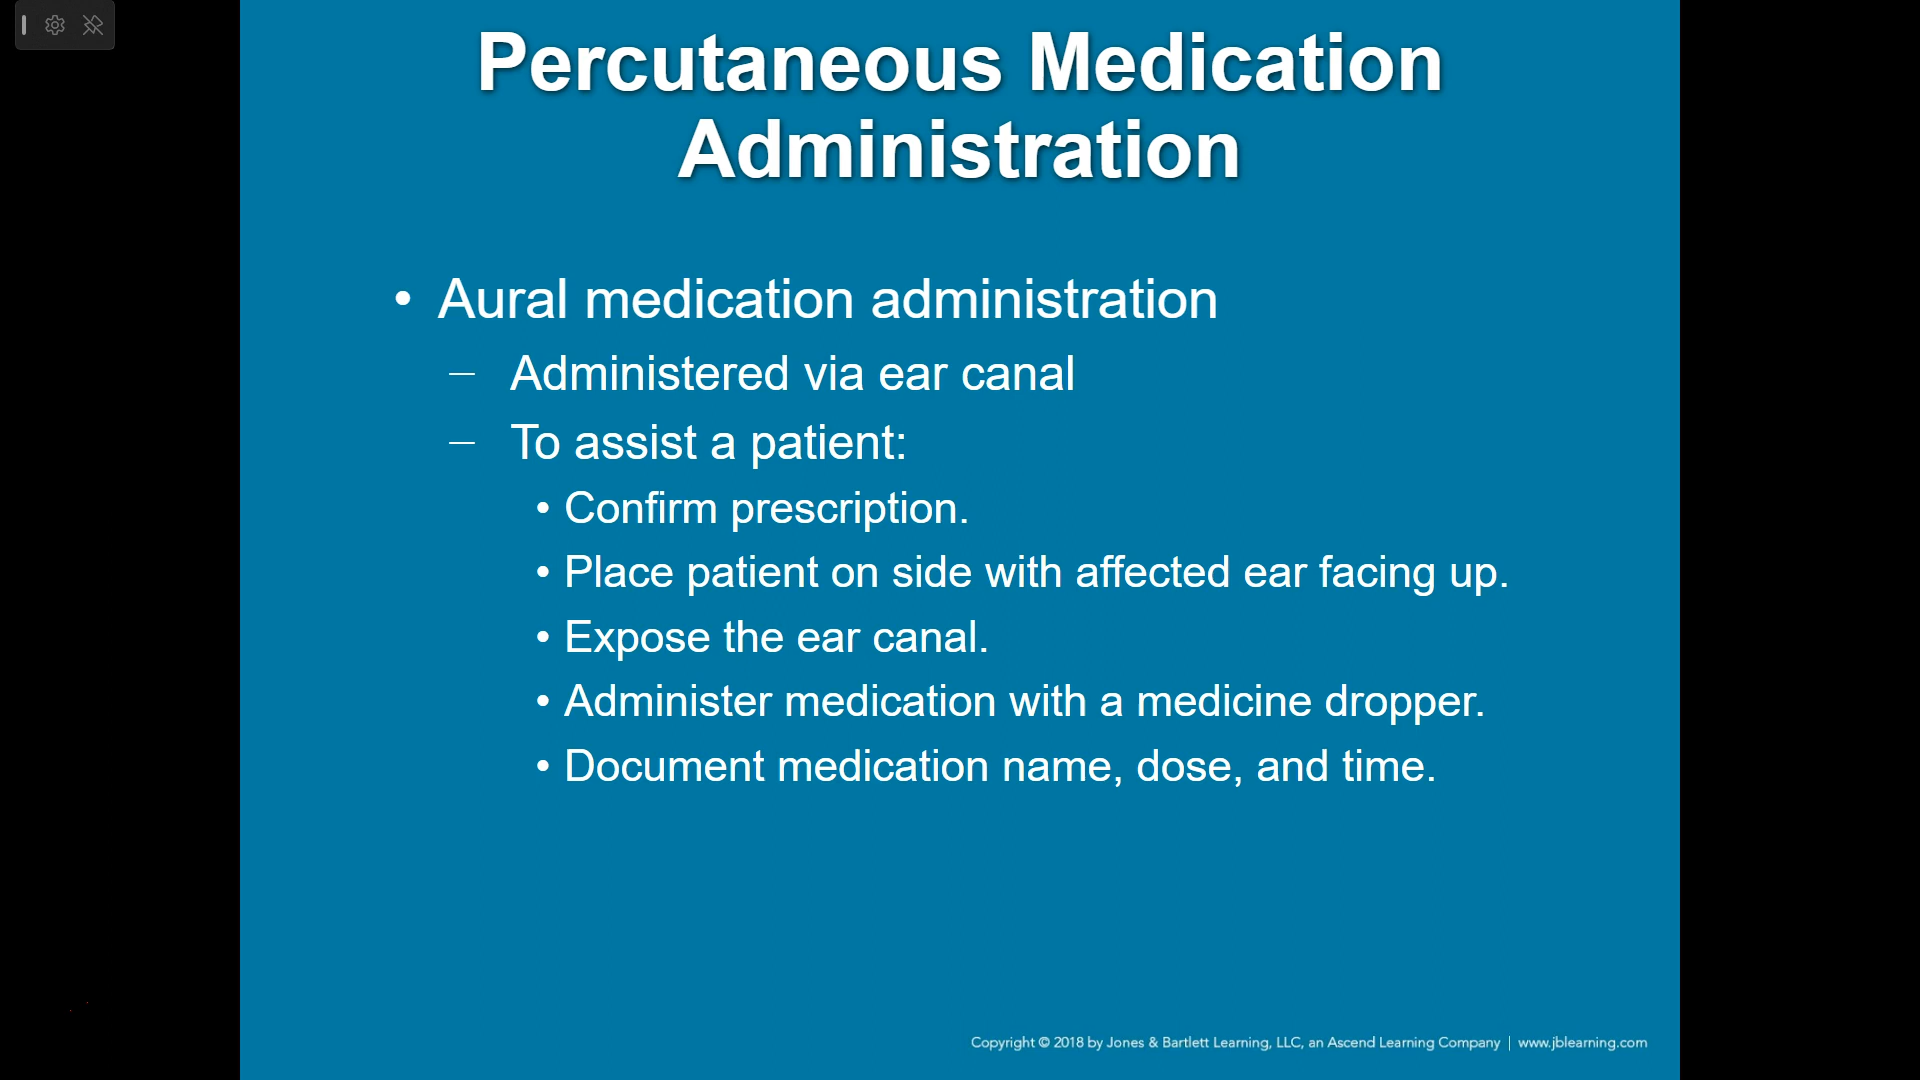 Percutaneous Medication
Administration
• Aural medication administration
– Administered via ear canal
– To assist a patient:
• Confirm prescription.
• Place patient on side with affected ear facing up.
• Expose the ear canal.
• Administer medication with a medicine dropper.
• Document medication name, dose, and time.
Copyright © 2018 by Jones & Bartlett Learning, LLC, an Ascend Learning Company | www.jblearning.com